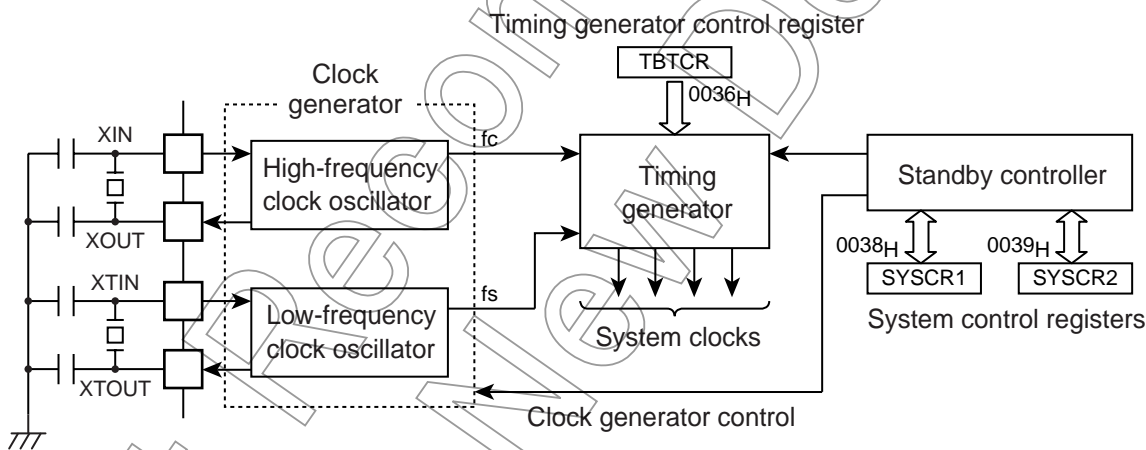 Timing generator control register
TBTCR
0036H
Clock
generator
XIN
XOUT
XTIN
XTOUT
High-frequency
clock oscillator
Low-frequency
clock oscillator
fc
fs
Timing
generator
System clocks
Standby controller
0038H
0039H
SYSCR1
SYSCR2
System control registers
Clock generator control